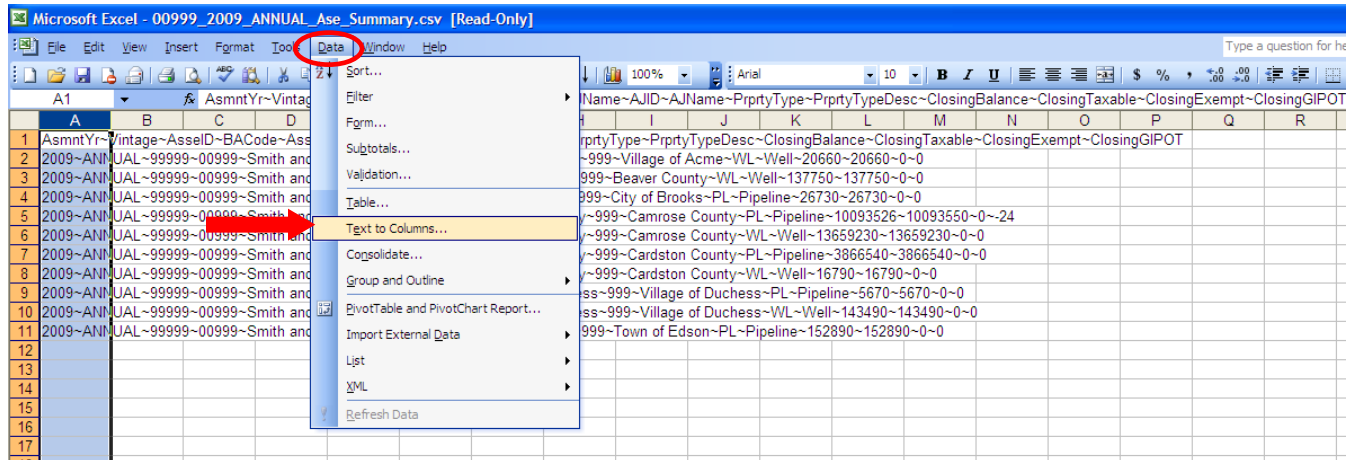 Microsoft Excel - 00999_2009_ANNUAL_Ase_Summary.csv [Read-Only]
File Edit View Insert Format Tools Data Window Help Type a question for he
100% Arial 10 B I U $ % , .00 .00
A1 fx AsmntYr~Vintag JName~AJID~AJName~PrprtyType~PrprtyTypeDesc~ClosingBalance~ClosingTaxable~ClosingExempt~ClosingGIPOT
A B C D H I J K L M N O P Q R
1 AsmntYr~Vintage~AsseID~BACode~Ass rprtyType~PrprtyTypeDesc~ClosingBalance~ClosingTaxable~ClosingExempt~ClosingGIPOT
2 2009~ANNUAL~99999~00999~Smith and ~999~Village of Acme~WL~Well~20660~20660~0~0
3 2009~ANNUAL~99999~00999~Smith and 999~Beaver County~WL~Well~137750~137750~0~0
4 2009~ANNUAL~99999~00999~Smith and 999~City of Brooks~PL~Pipeline~26730~26730~0~0
5 2009~ANNUAL~99999~00999~Smith and y~999~Camrose County~PL~Pipeline~10093526~10093550~0~-24
6 2009~ANNUAL~99999~00999~Smith and y~999~Camrose County~WL~Well~13659230~13659230~0~0
7 2009~ANNUAL~99999~00999~Smith and y~999~Cardston County~PL~Pipeline~3866540~3866540~0~0
8 2009~ANNUAL~99999~00999~Smith and y~999~Cardston County~WL~Well~16790~16790~0~0
9 2009~ANNUAL~99999~00999~Smith and ess~999~Village of Duchess~PL~Pipeline~5670~5670~0~0
10 2009~ANNUAL~99999~00999~Smith and ess~999~Village of Duchess~WL~Well~143490~143490~0~0
11 2009~ANNUAL~99999~00999~Smith and 999~Town of Edson~PL~Pipeline~152890~152890~0~0
12
13
14
15
16
17
Sort...
Filter
Form...
Subtotals...
Validation...
Table...
Text to Columns...
Consolidate...
Group and Outline
PivotTable and PivotChart Report...
Import External Data
List
XML
Refresh Data